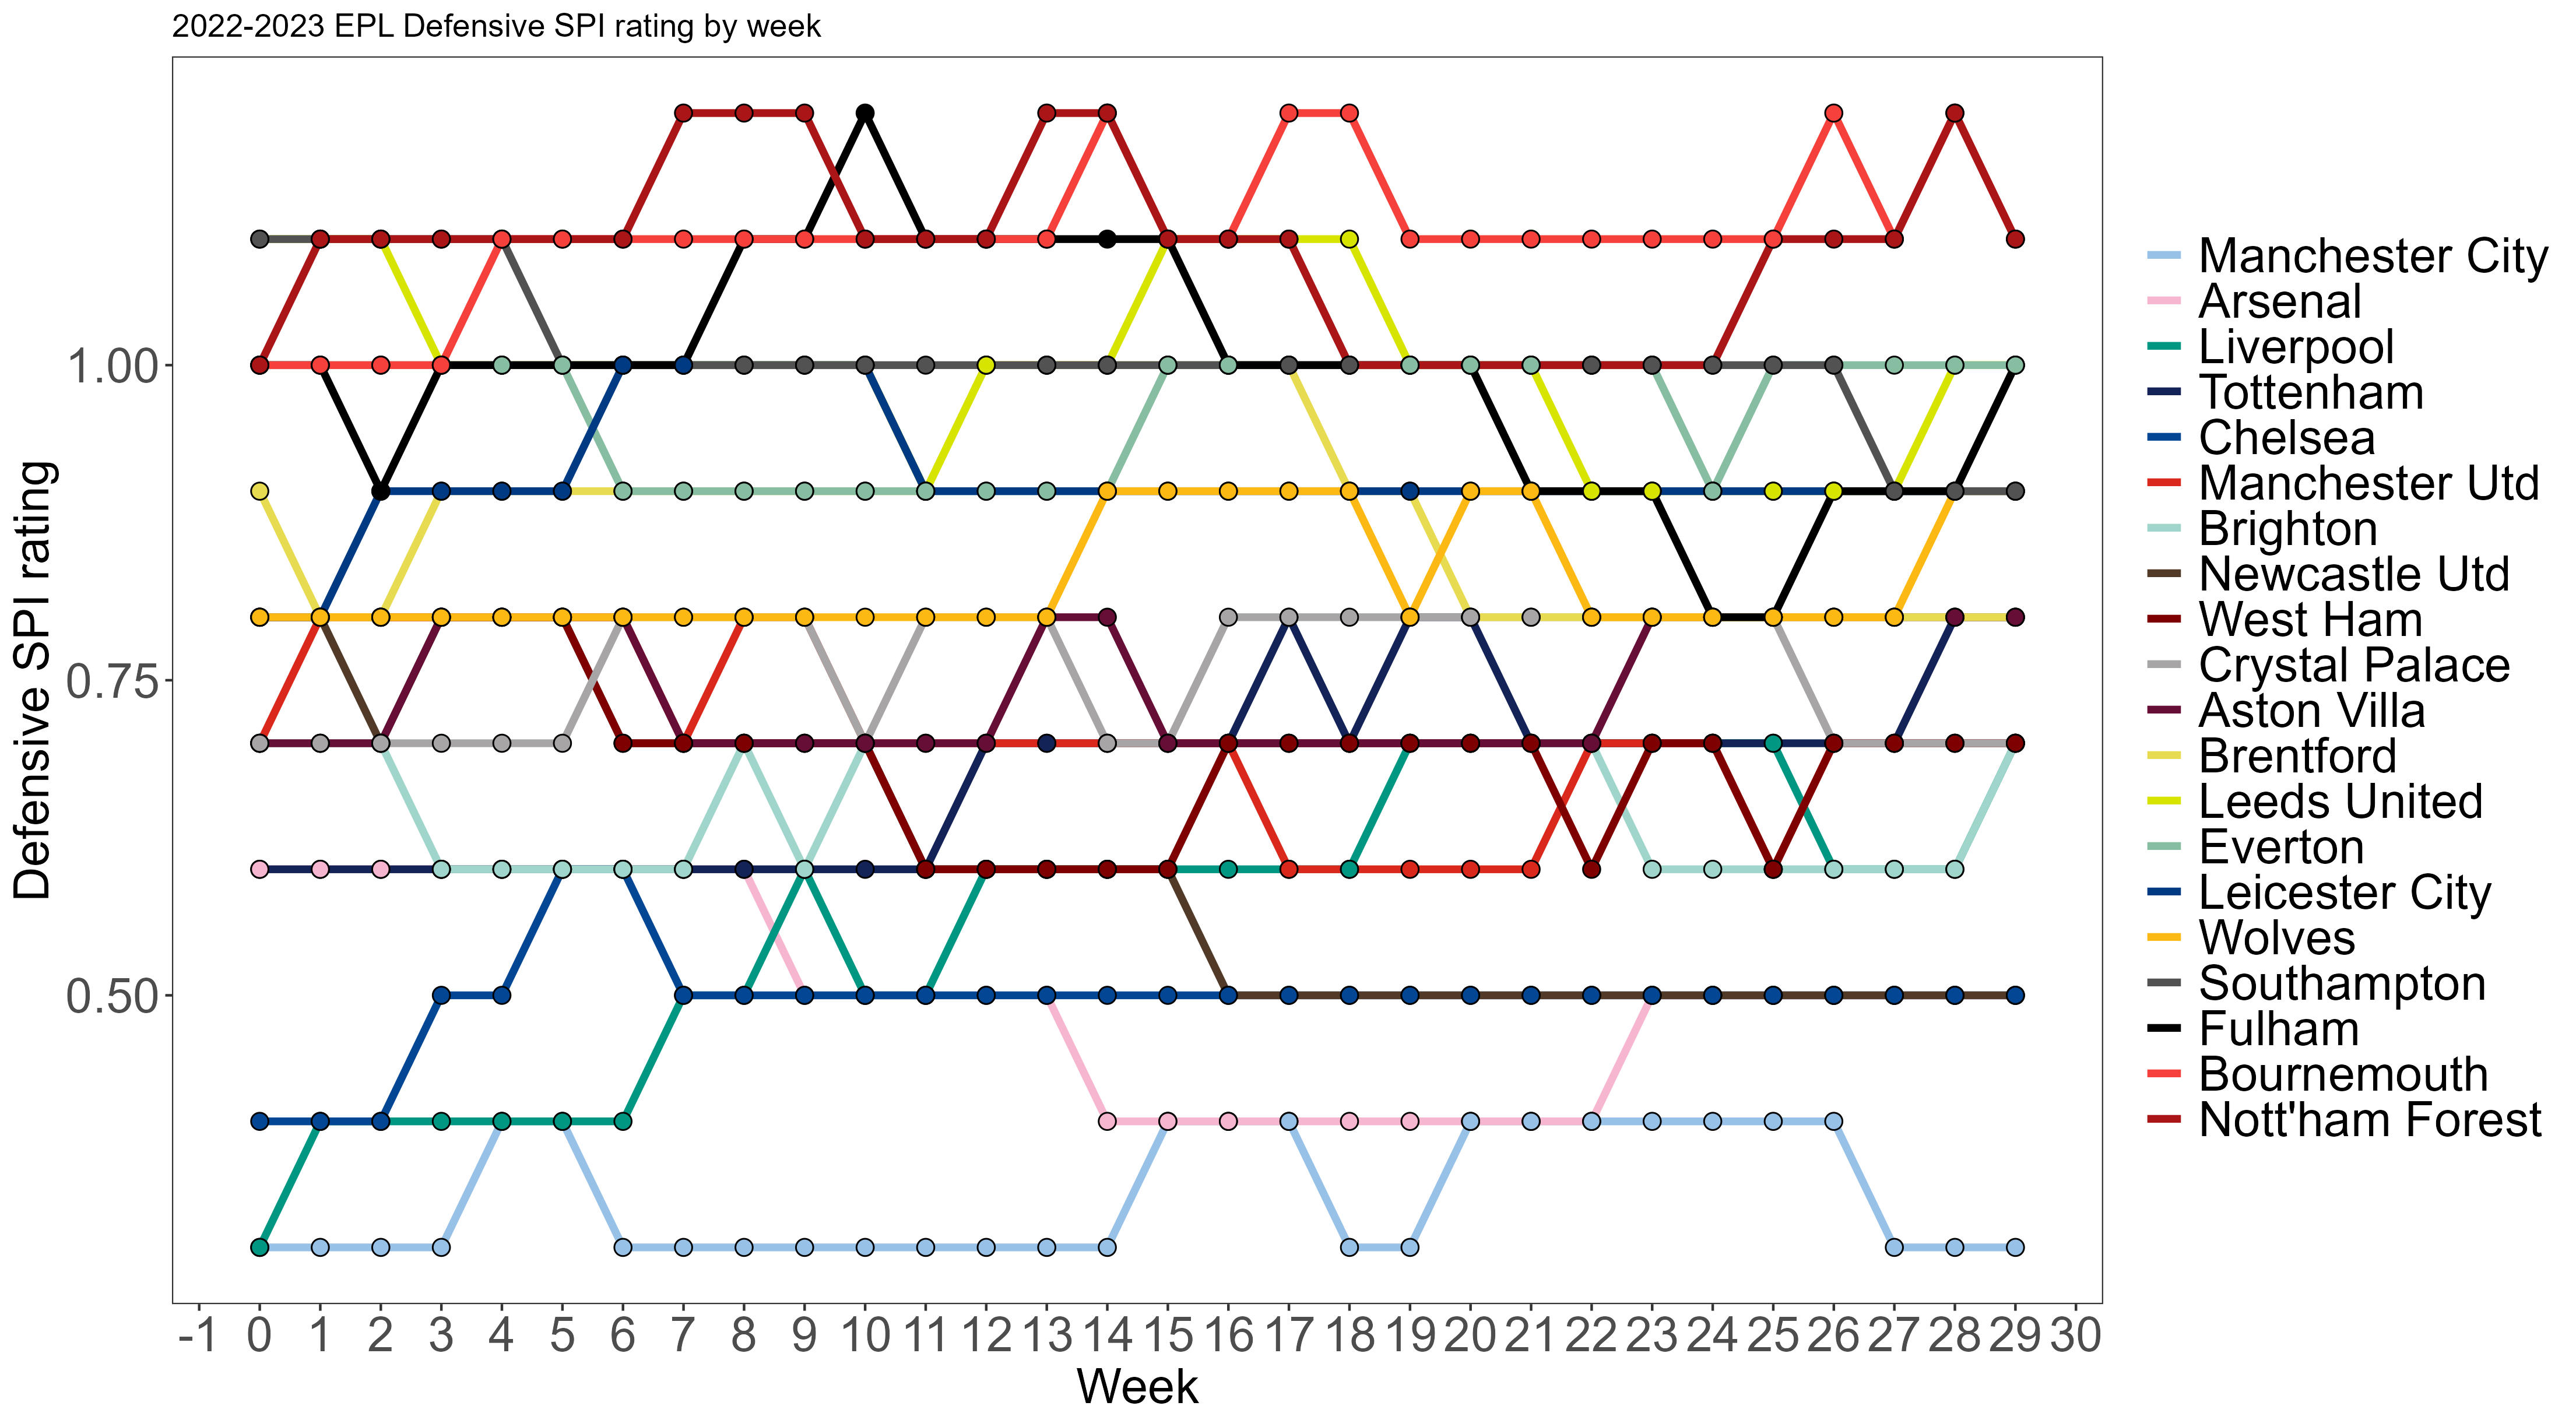 2022-2023 EPL Defensive SPI rating by week
Defensive SPI rating
1.00
0.75
0.50
-1 0 1 2 3 4 5 6 7 8 9 10 11 12 13 14 15 16 17 18 19 20 21 22 23 24 25 26 27 28 29 30
Week
Manchester City
Arsenal
Liverpool
Tottenham
Chelsea
Manchester Utd
Brighton
Newcastle Utd
West Ham
Crystal Palace
Aston Villa
Brentford
Leeds United
Everton
Leicester City
Wolves
Southampton
Fulham
Bournemouth
Nott'ham Forest